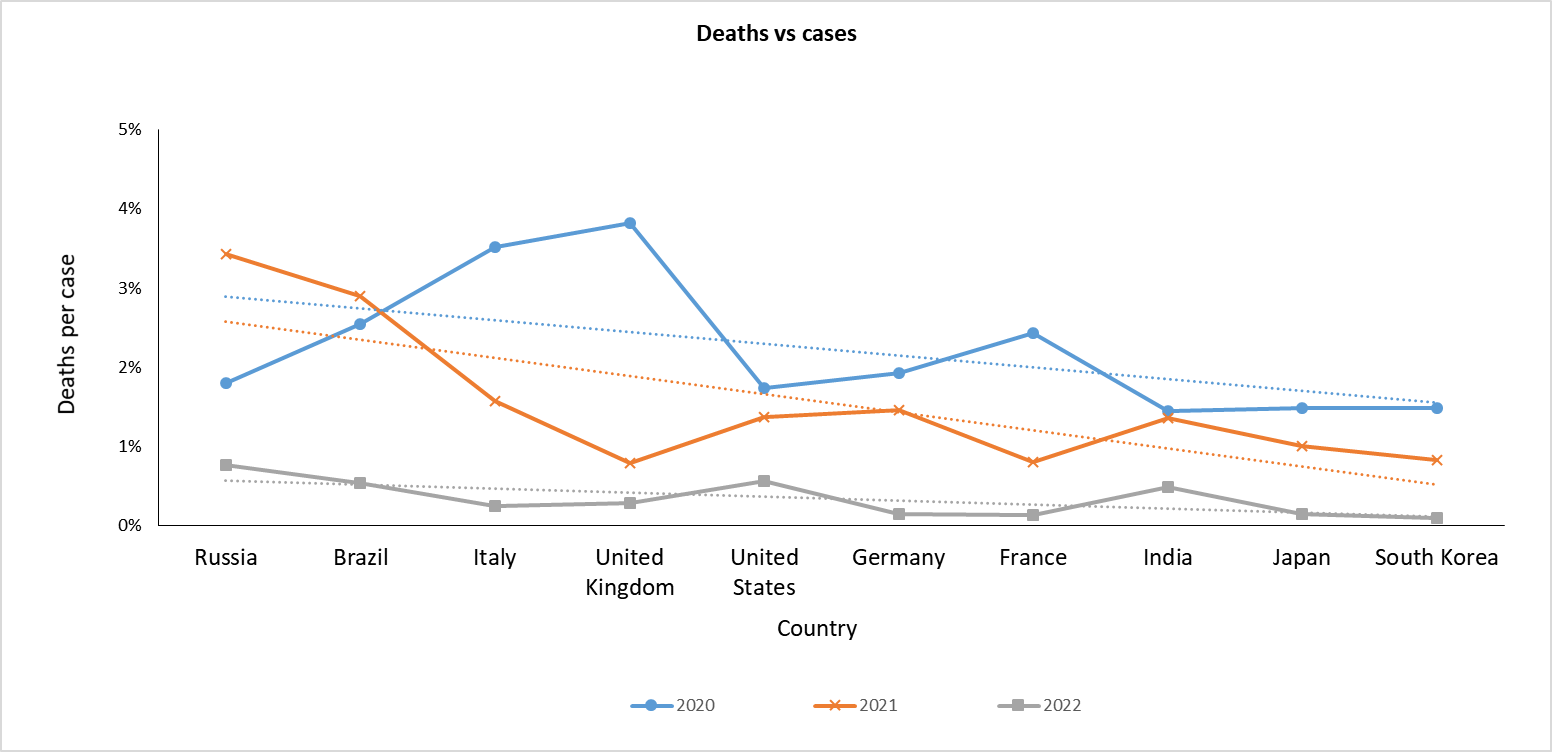 Deaths vs cases
5%
4%
3%
2%
1%
0%
Deaths per case
Russia
Brazil
Italy
United
Kingdom
United
States
Germany
France
India
Japan
South Korea
Country
2020
2021
2022